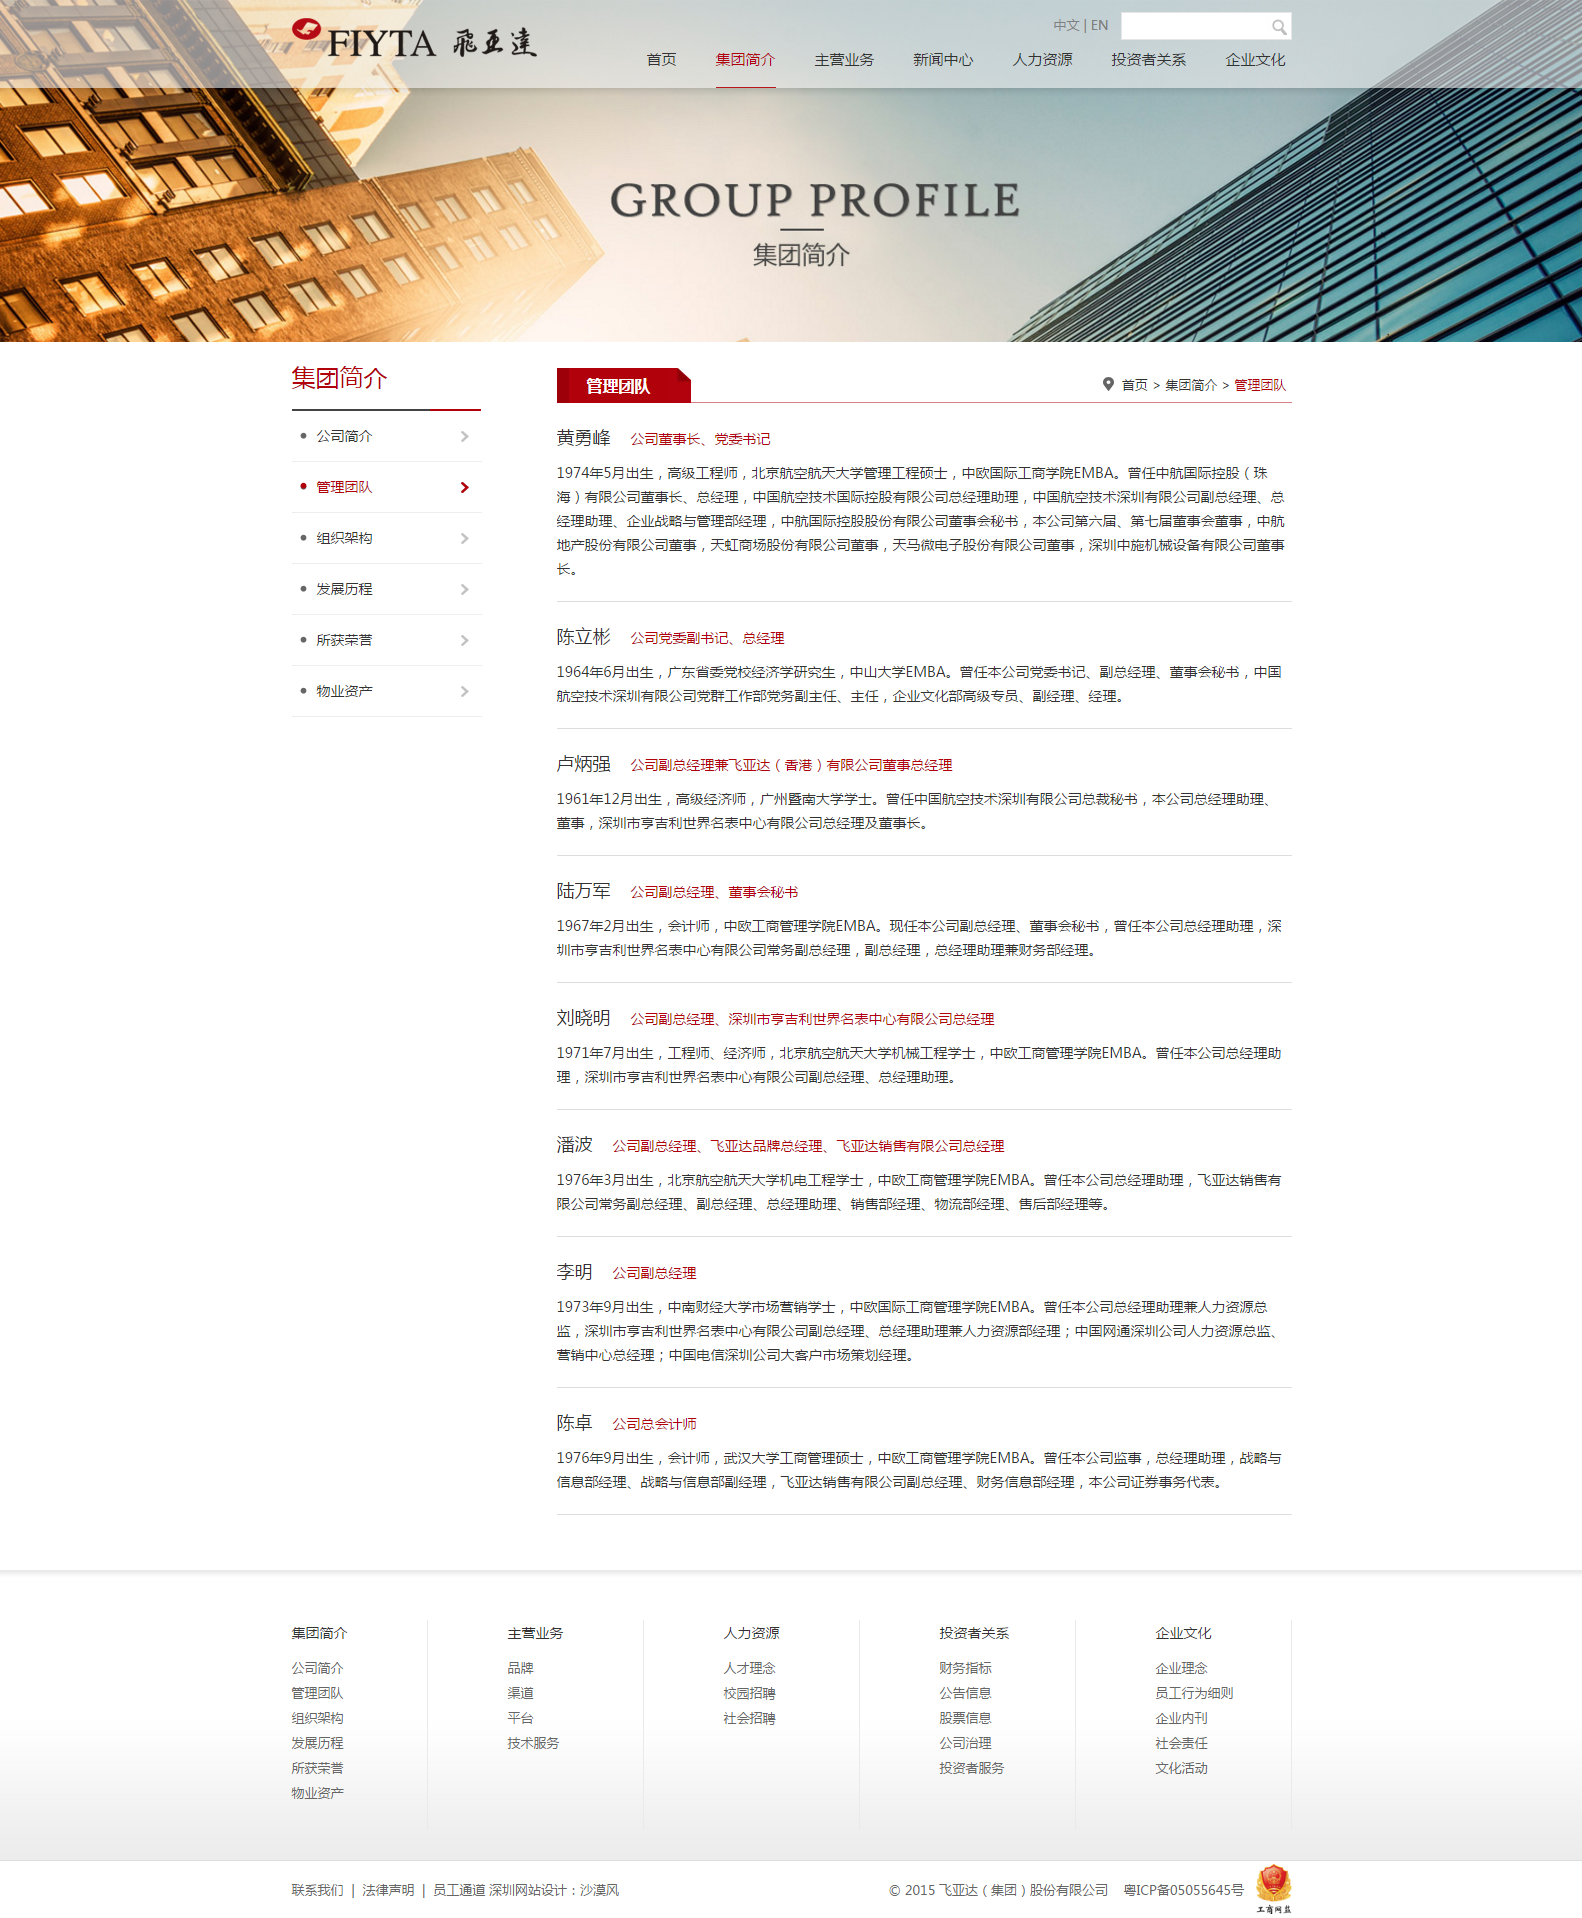 FIYTA 飞亚达
中文 | EN
首页 集团简介 主营业务 新闻中心 人力资源 投资者关系 企业文化
GROUP PROFILE
集团简介
集团简介
公司简介
管理团队
组织架构
发展历程
所获荣誉
物业资产
管理团队
首页 > 集团简介 > 管理团队
黄勇峰 公司董事长、党委书记
1974年5月出生，高级工程师，北京航空航天大学管理工程硕士，中欧国际工商学院EMBA。曾任中航国际控股（珠
海）有限公司董事长、总经理，中国航空技术国际控股有限公司总经理助理，中国航空技术深圳有限公司副总经理、总
经理助理、企业战略与管理部经理，中航国际控股股份有限公司董事会秘书，本公司第六届、第七届董事会董事，中航
地产股份有限公司董事，天虹商场股份有限公司董事，天马微电子股份有限公司董事，深圳中施机械设备有限公司董事
长。
陈立彬 公司党委副书记、总经理
1964年6月出生，广东省委党校经济学研究生，中山大学EMBA。曾任本公司党委书记、副总经理、董事会秘书，中国
航空技术深圳有限公司党群工作部党务副主任、主任，企业文化部高级专员、副经理、经理。
卢炳强 公司副总经理兼飞亚达（香港）有限公司董事总经理
1961年12月出生，高级经济师，广州暨南大学学士。曾任中国航空技术深圳有限公司总裁秘书，本公司总经理助理、
董事，深圳市亨吉利世界名表中心有限公司总经理及董事长。
陆万军 公司副总经理、董事会秘书
1967年2月出生，会计师，中欧工商管理学院EMBA。现任本公司副总经理、董事会秘书，曾任本公司总经理助理，深
圳市亨吉利世界名表中心有限公司常务副总经理，副总经理，总经理助理兼财务部经理。
刘晓明 公司副总经理、深圳市亨吉利世界名表中心有限公司总经理
1971年7月出生，工程师、经济师，北京航空航天大学机械工程学士，中欧工商管理学院EMBA。曾任本公司总经理助
理，深圳市亨吉利世界名表中心有限公司副总经理、总经理助理。
潘波 公司副总经理、飞亚达品牌总经理、飞亚达销售有限公司总经理
1976年3月出生，北京航空航天大学机电工程学士，中欧工商管理学院EMBA。曾任本公司总经理助理，飞亚达销售有
限公司常务副总经理、副总经理、总经理助理、销售部经理、物流部经理、售后部经理等。
李明 公司副总经理
1973年9月出生，中南财经大学市场营销学士，中欧国际工商管理学院EMBA。曾任本公司总经理助理兼人力资源总
监，深圳市亨吉利世界名表中心有限公司副总经理、总经理助理兼人力资源部经理；中国网通深圳公司人力资源总监、
营销中心总经理；中国电信深圳公司大客户市场策划经理。
陈卓 公司总会计师
1976年9月出生，会计师，武汉大学工商管理硕士，中欧工商管理学院EMBA。曾任本公司监事，总经理助理，战略与
信息部经理、战略与信息部副经理，飞亚达销售有限公司副总经理、财务信息部经理，本公司证券事务代表。
集团简介
公司简介
管理团队
组织架构
发展历程
所获荣誉
物业资产
主营业务
品牌
渠道
平台
技术服务
人力资源
人才理念
校园招聘
社会招聘
投资者关系
财务指标
公告信息
股票信息
公司治理
投资者服务
企业文化
企业理念
员工行为细则
企业内刊
社会责任
文化活动
联系我们 | 法律声明 | 员工通道 深圳网站设计：沙漠风
© 2015 飞亚达（集团）股份有限公司 粤ICP备05055645号
工商网监